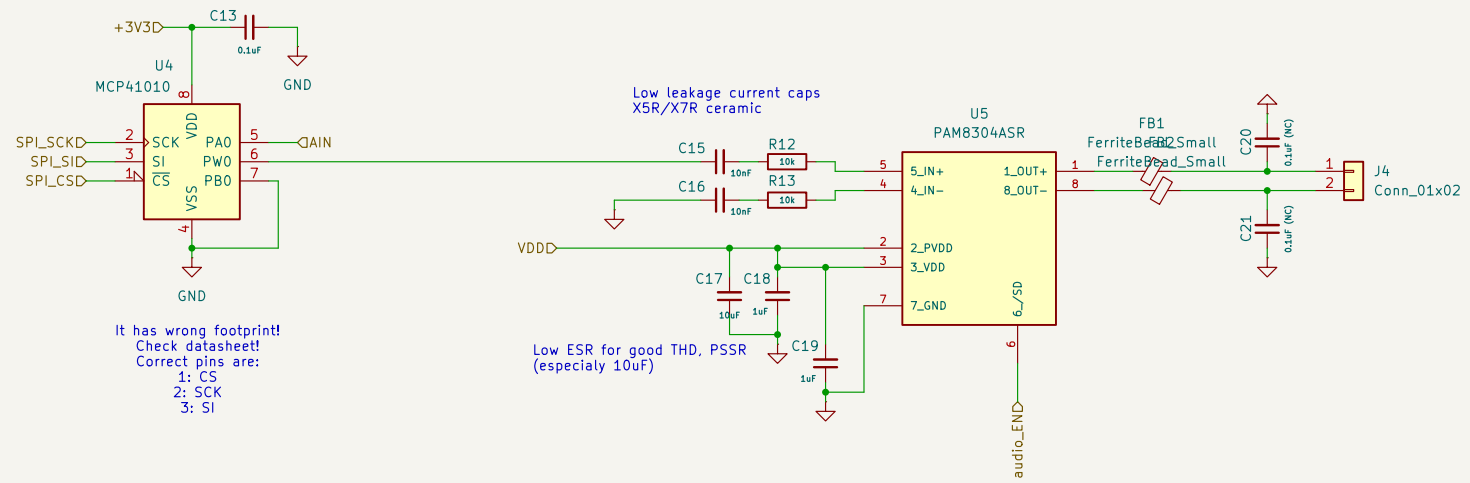 +3V3
C13
0.1uF
GND
U4
MCP41010
8
VDD
SPI_SCK
2
SCK
PA0
5
AIN
SPI_SI
3
SI
PW0
6
SPI_CS
1
CS
PB0
7
VSS
4
GND
It has wrong footprint!
Check datasheet!
Correct pins are:
1: CS
2: SCK
3: SI
Low leakage current caps
X5R/X7R ceramic
C15
10nF
R12
10k
C16
10nF
R13
10k
VDD
C17
10uF
C18
1uF
C19
1uF
Low ESR for good THD, PSSR
(especialy 10uF)
U5
PAM8304ASR
5
5_IN+
4
4_IN-
2
2_PVDD
3
3_VDD
7
7_GND
1_OUT+
1
8_OUT-
8
6_/SD
6
audio_EN
FB1
FerriteBead_Small
FB2
FerriteBead_Small
C20
0.1uF (NC)
C21
0.1uF (NC)
1
2
J4
Conn_01x02